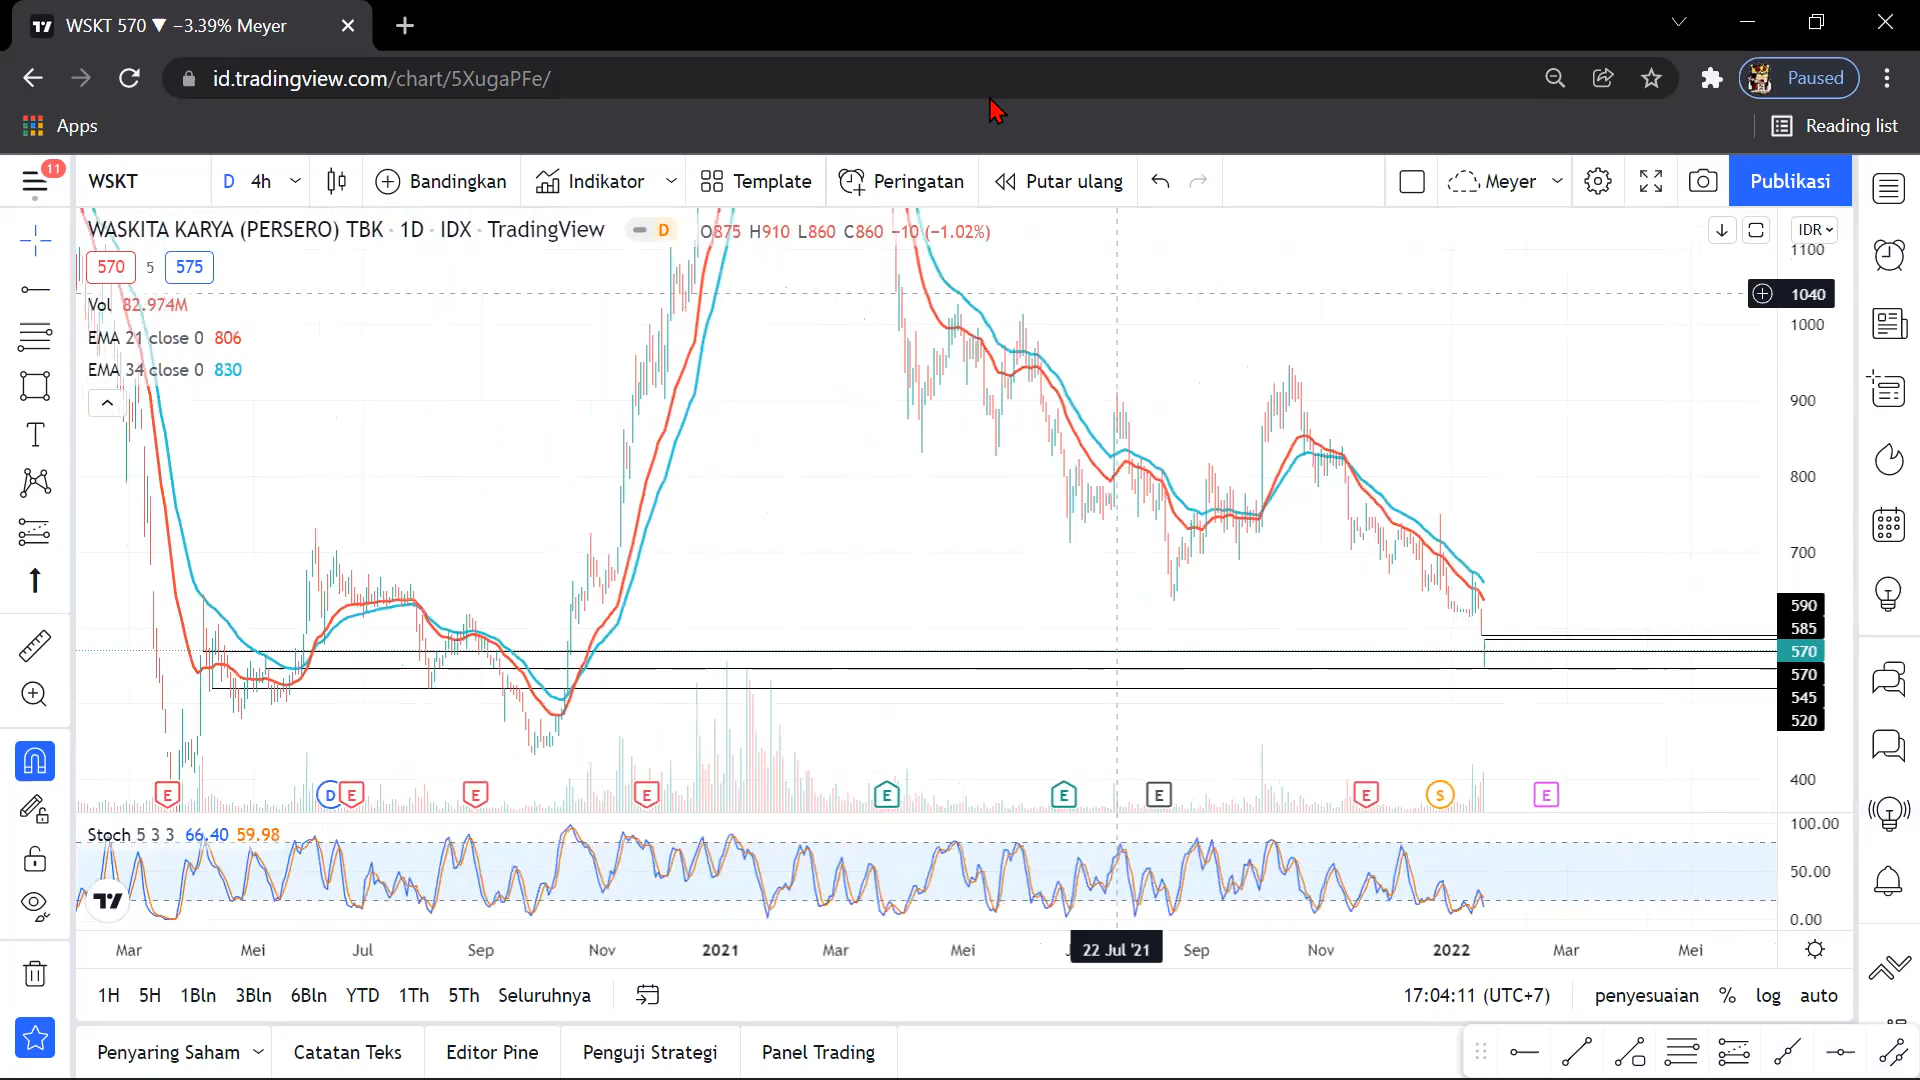 WSKT 570 ▼ −3.39% Meyer
id.tradingview.com/chart/5XugaPFe/
Paused
Apps
Reading list
11
WSKT
D 4h
Bandingkan
Indikator
Template
Peringatan
Putar ulang
Meyer
Publikasi
WASKITA KARYA (PERSERO) TBK · 1D · IDX · TradingView
D
O875 H910 L860 C860 −10 (−1.02%)
IDR
570 5 575
Vol 82.974M
EMA 21 close 0 806
EMA 34 close 0 830
1100
1040
1000
900
800
700
590
585
570
570
545
520
400
E D E E E E E E E S E
Stoch 5 3 3 66.40 59.98
100.00
50.00
0.00
Mar Mei Jul Sep Nov 2021 Mar Mei 22 Jul '21 Sep Nov 2022 Mar Mei
1H 5H 1Bln 3Bln 6Bln YTD 1Th 5Th Seluruhnya
17:04:11 (UTC+7)
penyesuaian % log auto
Penyaring Saham
Catatan Teks
Editor Pine
Penguji Strategi
Panel Trading